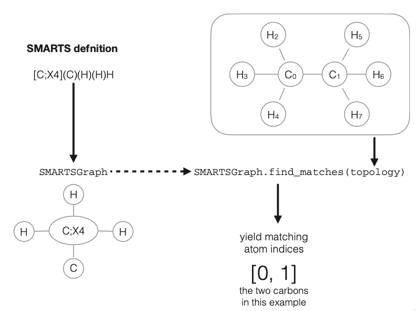 SMARTS defnition
[C;X4](C)(H)(H)H
SMARTSGraph
H
H
C;X4
H
C
H2
H5
H3
C0
C1
H6
H4
H7
SMARTSGraph.find_matches(topology)
yield matching
atom indices
[0, 1]
the two carbons
in this example